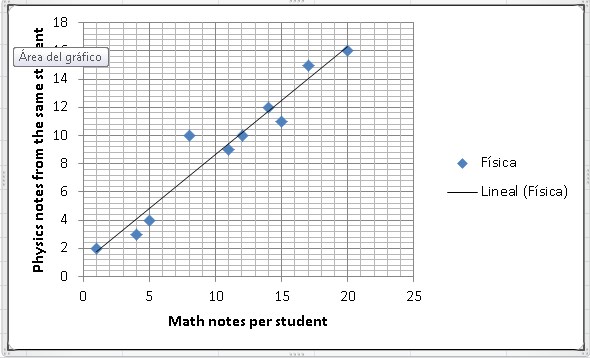 Physics notes from the same student
Área del gráfico
18
16
14
12
10
8
6
4
2
0
0 5 10 15 20 25
Math notes per student
Física
Lineal (Física)